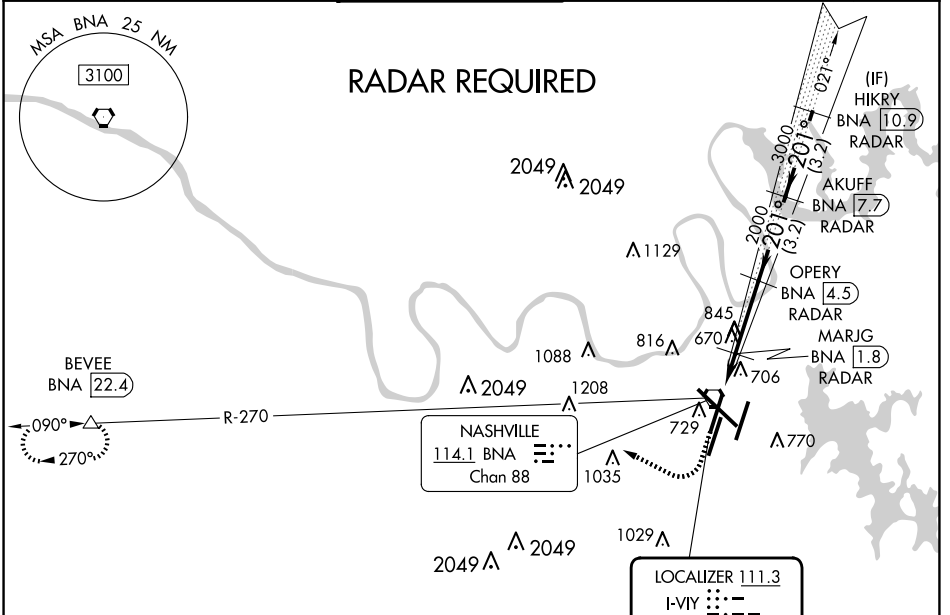 MSA BNA 25 NM
3100
RADAR REQUIRED
021°
(IF)
HIKRY
BNA 10.9
RADAR
3000
201°
(3.2)
2049
2049
AKUFF
BNA 7.7
RADAR
2000
201°
(3.2)
1129
OPERY
BNA 4.5
RADAR
845
670
816
1088
MARJG
BNA 1.8
RADAR
706
BEVEE
BNA 22.4
2049
1208
090°
R-270
270°
729
770
NASHVILLE
114.1 BNA
Chan 88
1035
1029
2049
2049
LOCALIZER 111.3
I-VIY